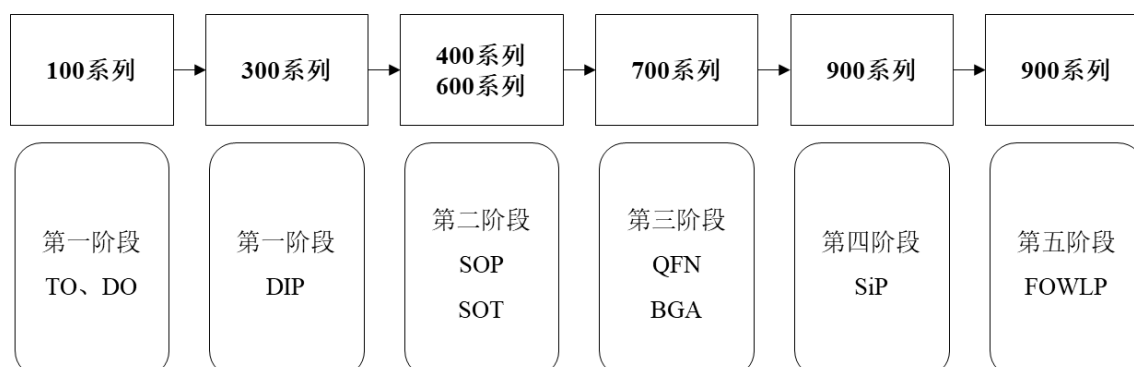 100系列
300系列
400系列
600系列
700系列
900系列
900系列
第一阶段
TO、DO
第一阶段
DIP
第二阶段
SOP
SOT
第三阶段
QFN
BGA
第四阶段
SiP
第五阶段
FOWLP